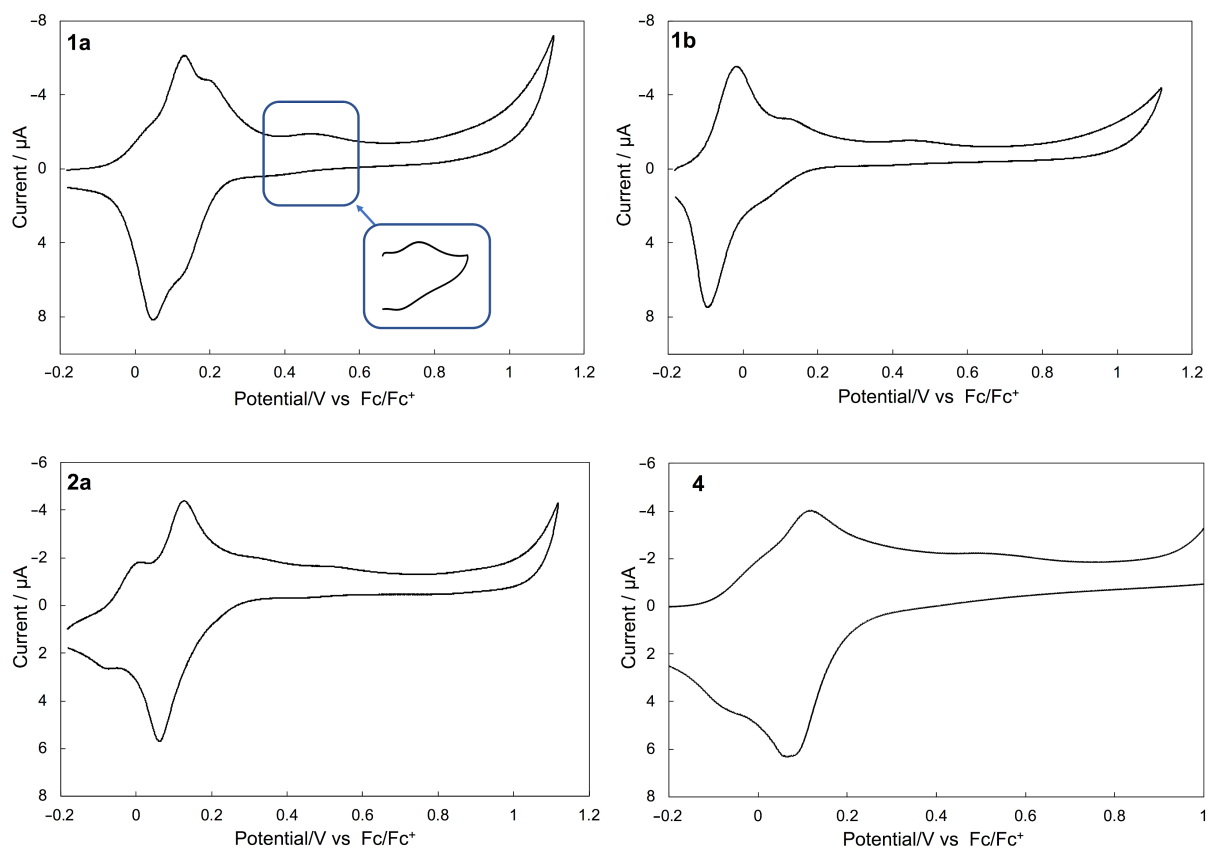 1a
−8
−4
0
4
8
Current / μA
−0.2 0 0.2 0.4 0.6 0.8 1 1.2
Potential/V vs Fc/Fc⁺
1b
−8
−4
0
4
8
Current / μA
−0.2 0 0.2 0.4 0.6 0.8 1 1.2
Potential/V vs Fc/Fc⁺
2a
−6
−4
−2
0
2
4
6
8
Current / μA
−0.2 0 0.2 0.4 0.6 0.8 1 1.2
Potential/V vs Fc/Fc⁺
4
−6
−4
−2
0
2
4
6
8
Current / μA
−0.2 0 0.2 0.4 0.6 0.8 1
Potential/V vs Fc/Fc⁺